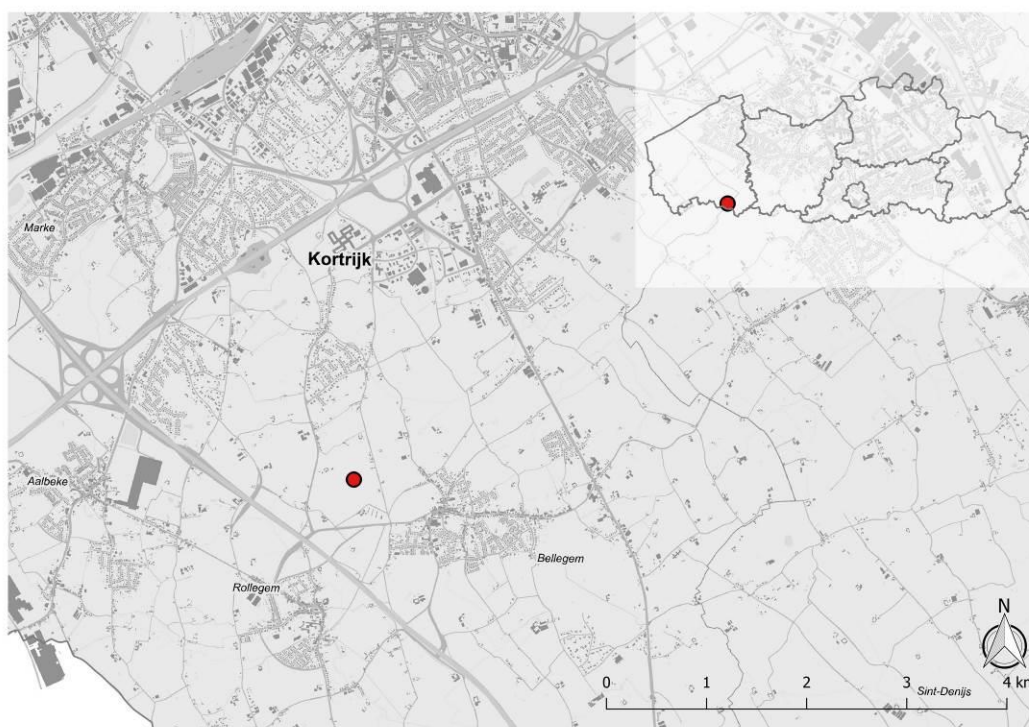 Marke
Kortrijk
Aalbeke
Bellegem
Rollegem
N
0 1 2 3 4 km
Sint-Denijs